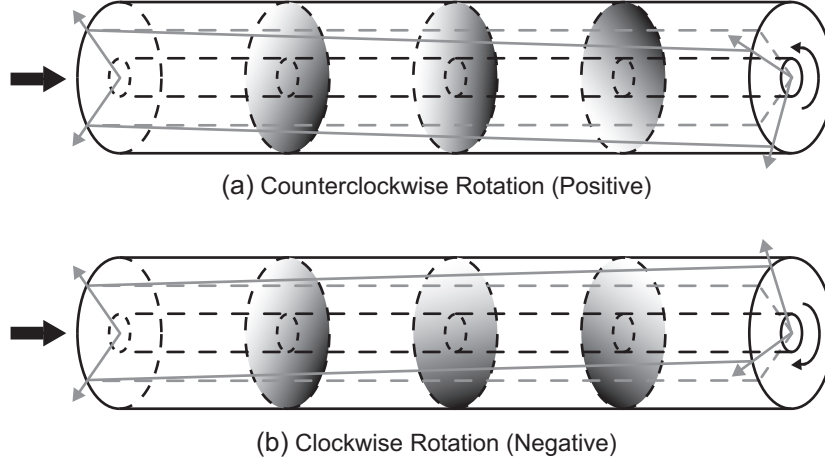 (a) Counterclockwise Rotation (Positive)
(b) Clockwise Rotation (Negative)